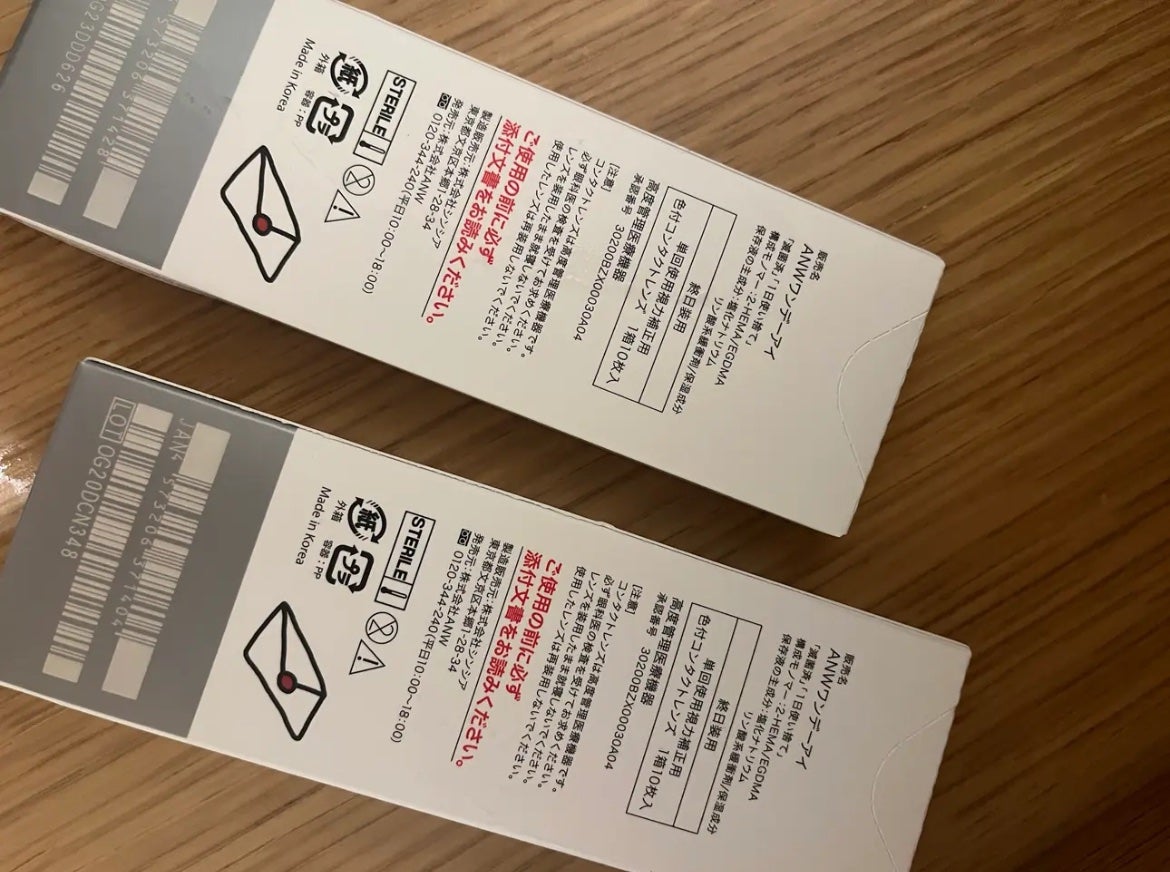 販売名
ANWワンデーアイ
「滅菌済」「1日使い捨て」
構成モノマー:2-HEMA/EGDMA
保存液の主成分:塩化ナトリウム
リン酸系緩衝剤/保湿成分
終日装用
単回使用視力補正用
色付コンタクトレンズ 1箱10枚入
高度管理医療機器
承認番号 30200BZX00030A04
[注意]
コンタクトレンズは高度管理医療機器です。
必ず眼科医の検査を受けてお求めください。
レンズを装用したまま就寝しないでください。
使用したレンズは再装用しないでください。
ご使用の前に必ず
添付文書をお読みください。
製造販売元:株式会社シンシア
東京都文京区本郷1-28-34
発売元:株式会社ANW
0120-344-240(平日10:00~18:00)
STERILE
紙
外箱
プラ
容器:PP
Made in Korea
573206 571428
OG23DDD626
販売名
ANWワンデーアイ
「滅菌済」「1日使い捨て」
構成モノマー:2-HEMA/EGDMA
保存液の主成分:塩化ナトリウム
リン酸系緩衝剤/保湿成分
終日装用
単回使用視力補正用
色付コンタクトレンズ 1箱10枚入
高度管理医療機器
承認番号 30200BZX00030A04
[注意]
コンタクトレンズは高度管理医療機器です。
必ず眼科医の検査を受けてお求めください。
レンズを装用したまま就寝しないでください。
使用したレンズは再装用しないでください。
ご使用の前に必ず
添付文書をお読みください。
製造販売元:株式会社シンシア
東京都文京区本郷1-28-34
発売元:株式会社ANW
0120-344-240(平日10:00~18:00)
STERILE
紙
外箱
プラ
容器:PP
Made in Korea
JAN4 573206 571404
LOT OG20DCN348